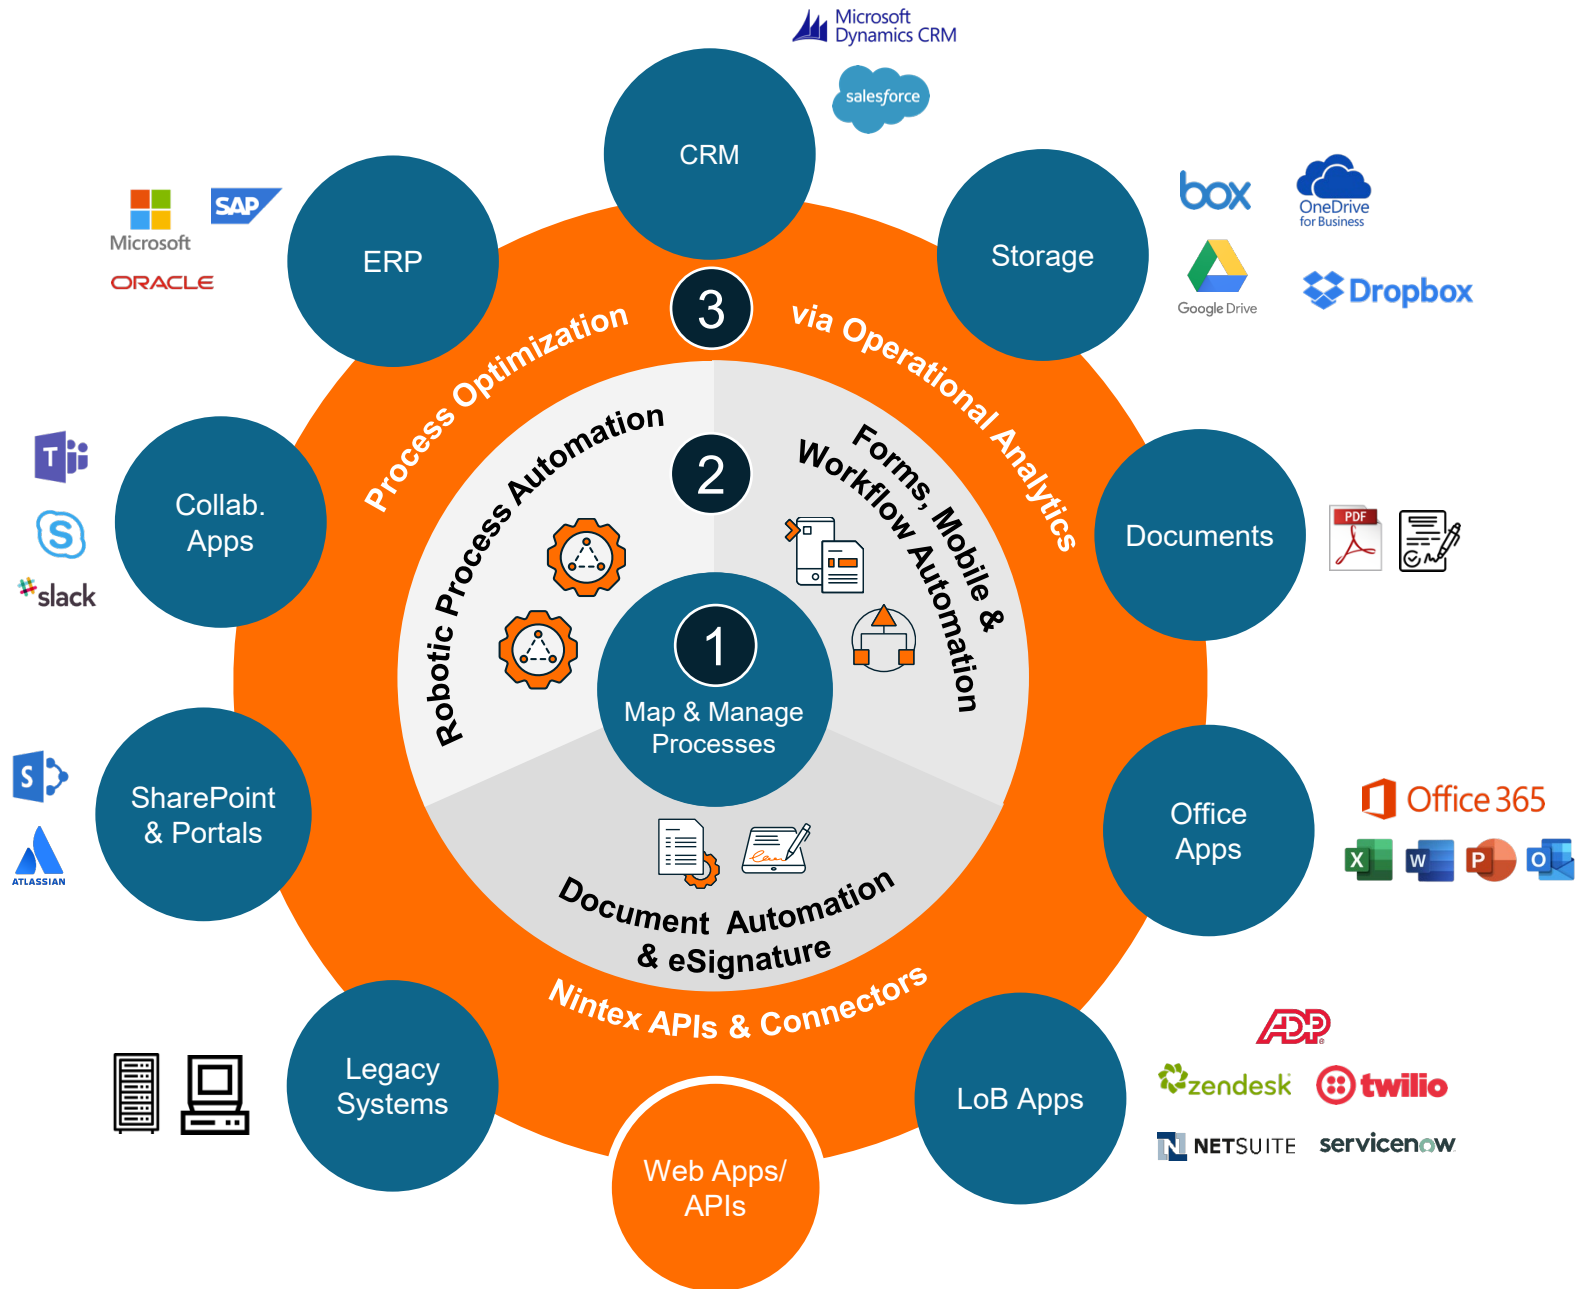 Microsoft
Dynamics CRM
salesforce
CRM
Microsoft
SAP
ORACLE
ERP
Storage
box
OneDrive
for Business
Google Drive
Dropbox
3
Process Optimization
via Operational Analytics
Robotic Process Automation
2
Forms, Mobile &
Workflow Automation
T
S
slack
Collab.
Apps
Documents
PDF
1
Map & Manage
Processes
S
ATLASSIAN
SharePoint
& Portals
Office
Apps
Office 365
X
W
P
O
Document Automation
& eSignature
Nintex APIs & Connectors
Legacy
Systems
Web Apps/
APIs
LoB Apps
ADP
zendesk
twilio
N NETSUITE
servicenow